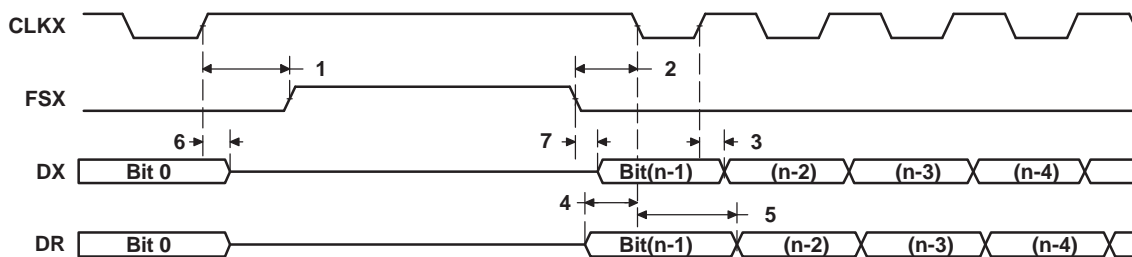 CLKX
1 2
FSX
6 7 3
DX Bit 0 Bit(n-1) (n-2) (n-3) (n-4)
4 5
DR Bit 0 Bit(n-1) (n-2) (n-3) (n-4)